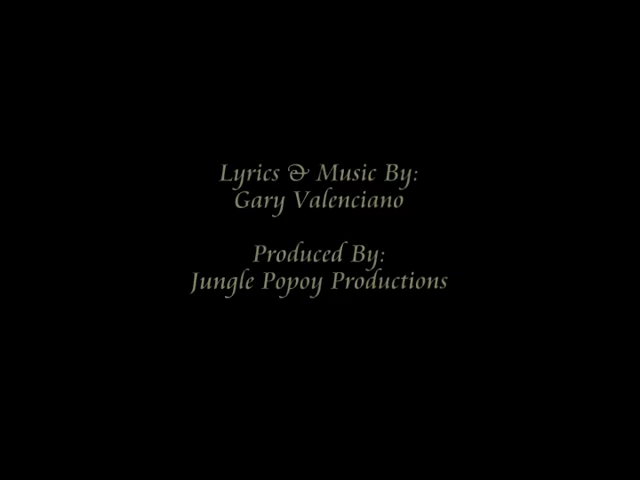 Lyrics & Music By:
Gary Valenciano
Produced By:
Jungle Popoy Productions